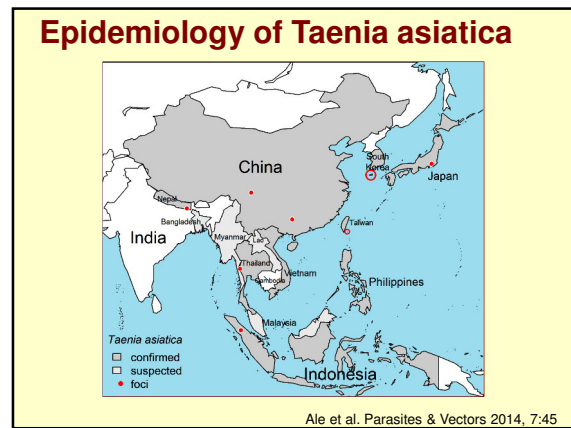 Epidemiology of Taenia asiatica
China
South
Korea
Japan
Nepal
Bangladesh
India
Myanmar
Lao
Taiwan
Thailand
Vietnam
Cambodia
Philippines
Malaysia
Indonesia
Taenia asiatica
confirmed
suspected
foci
Ale et al. Parasites & Vectors 2014, 7:45